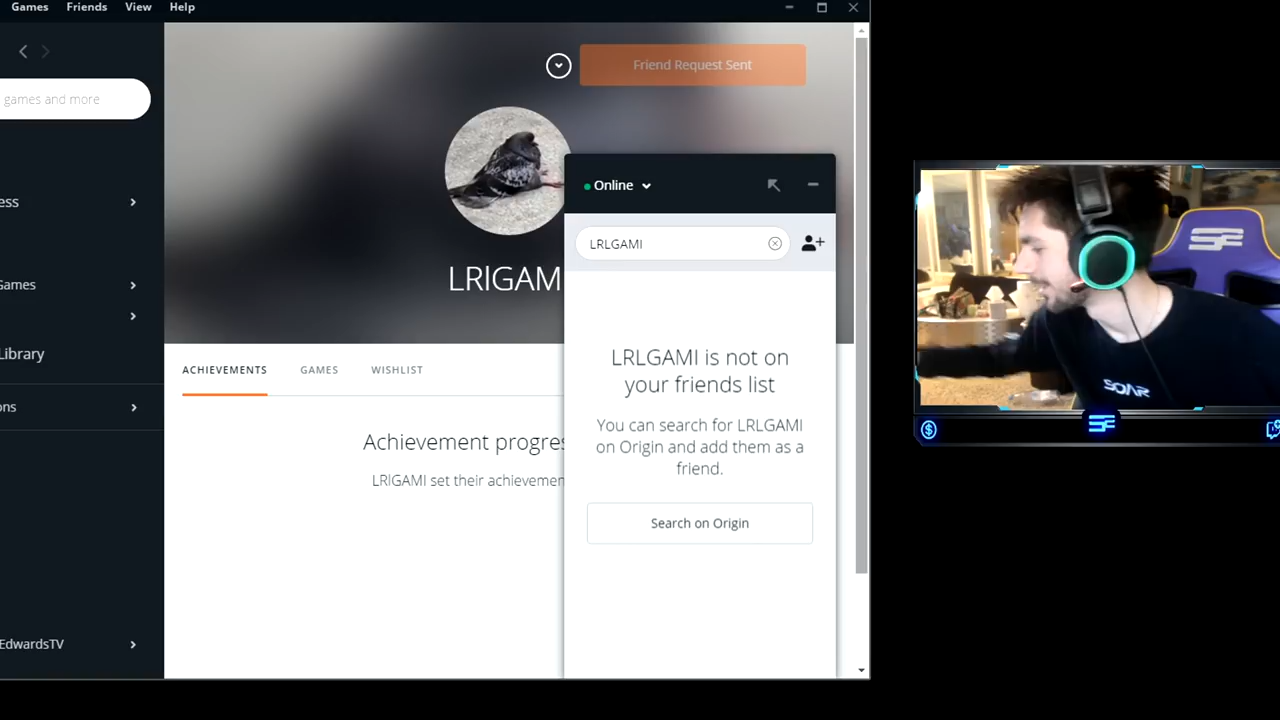 Games Friends View Help
games and more
ess
Games
Library
ons
EdwardsTV
Friend Request Sent
LRIGAM
ACHIEVEMENTS GAMES WISHLIST
Achievement progres
LRIGAMI set their achievemen
Online
LRLGAMI
LRLGAMI is not on
your friends list
You can search for LRLGAMI
on Origin and add them as a
friend.
Search on Origin
SOAR